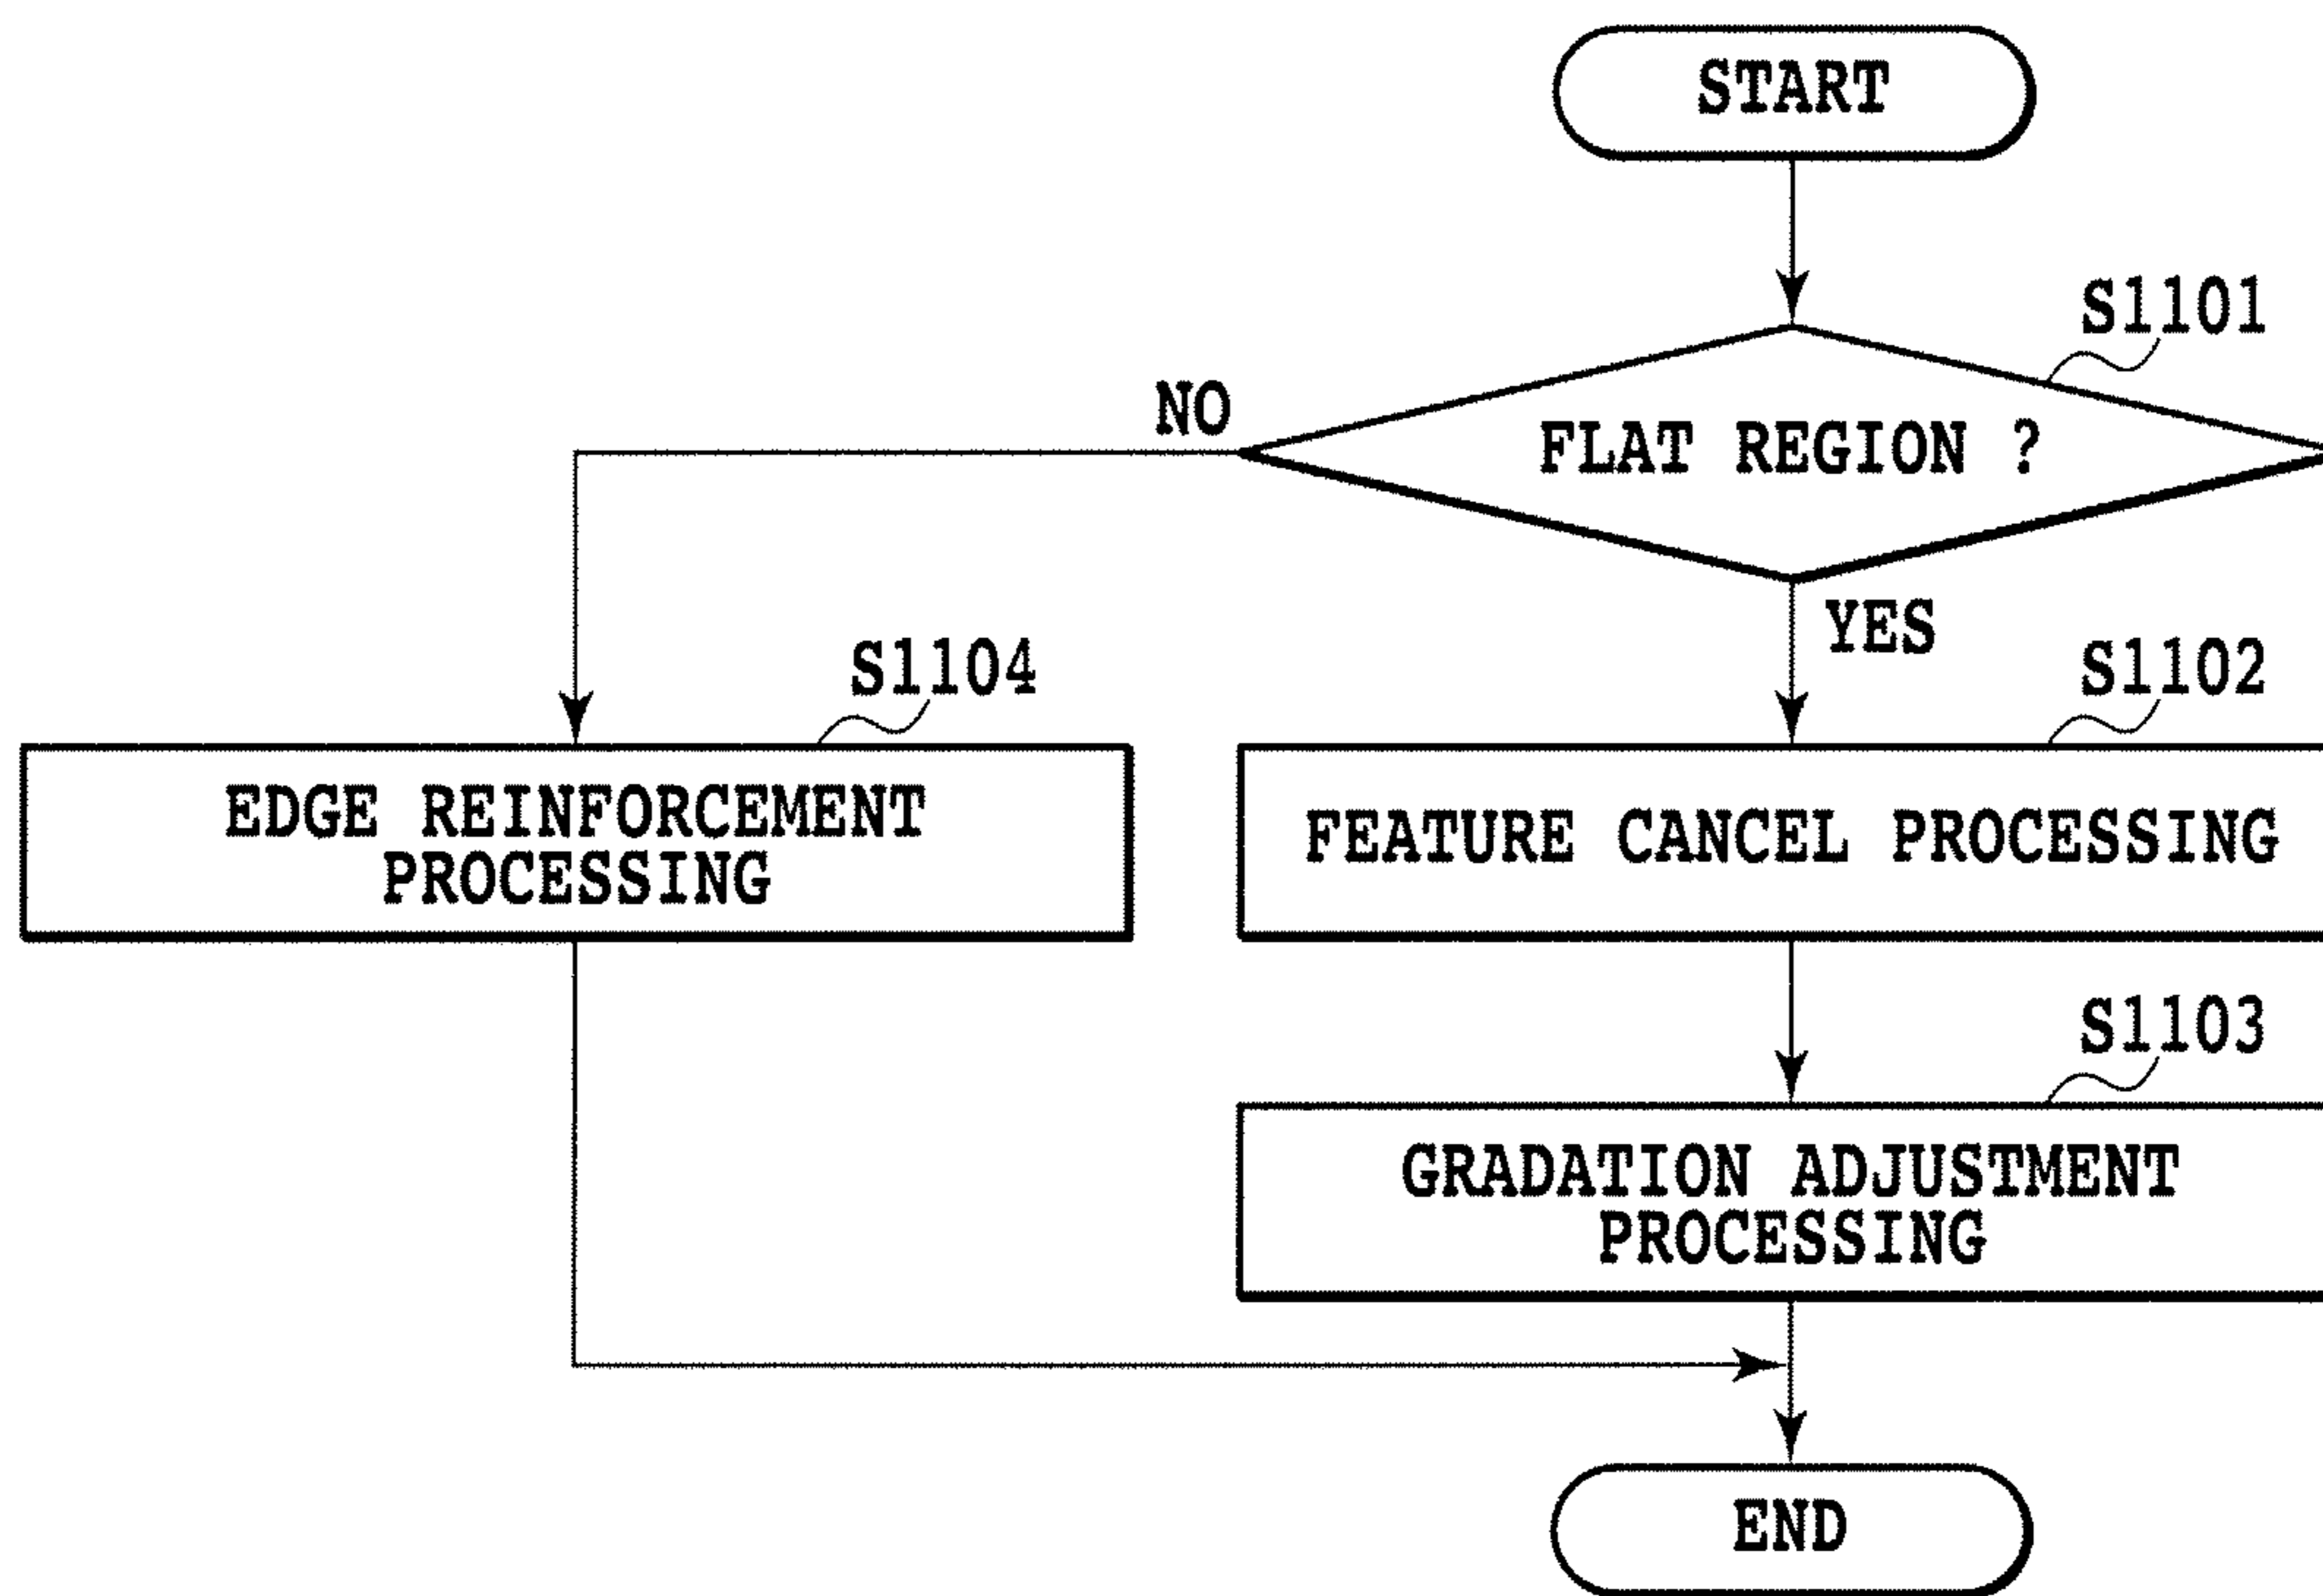 START
S1101
NO
FLAT REGION ?
YES
S1104
S1102
EDGE REINFORCEMENT
PROCESSING
FEATURE CANCEL PROCESSING
S1103
GRADATION ADJUSTMENT
PROCESSING
END